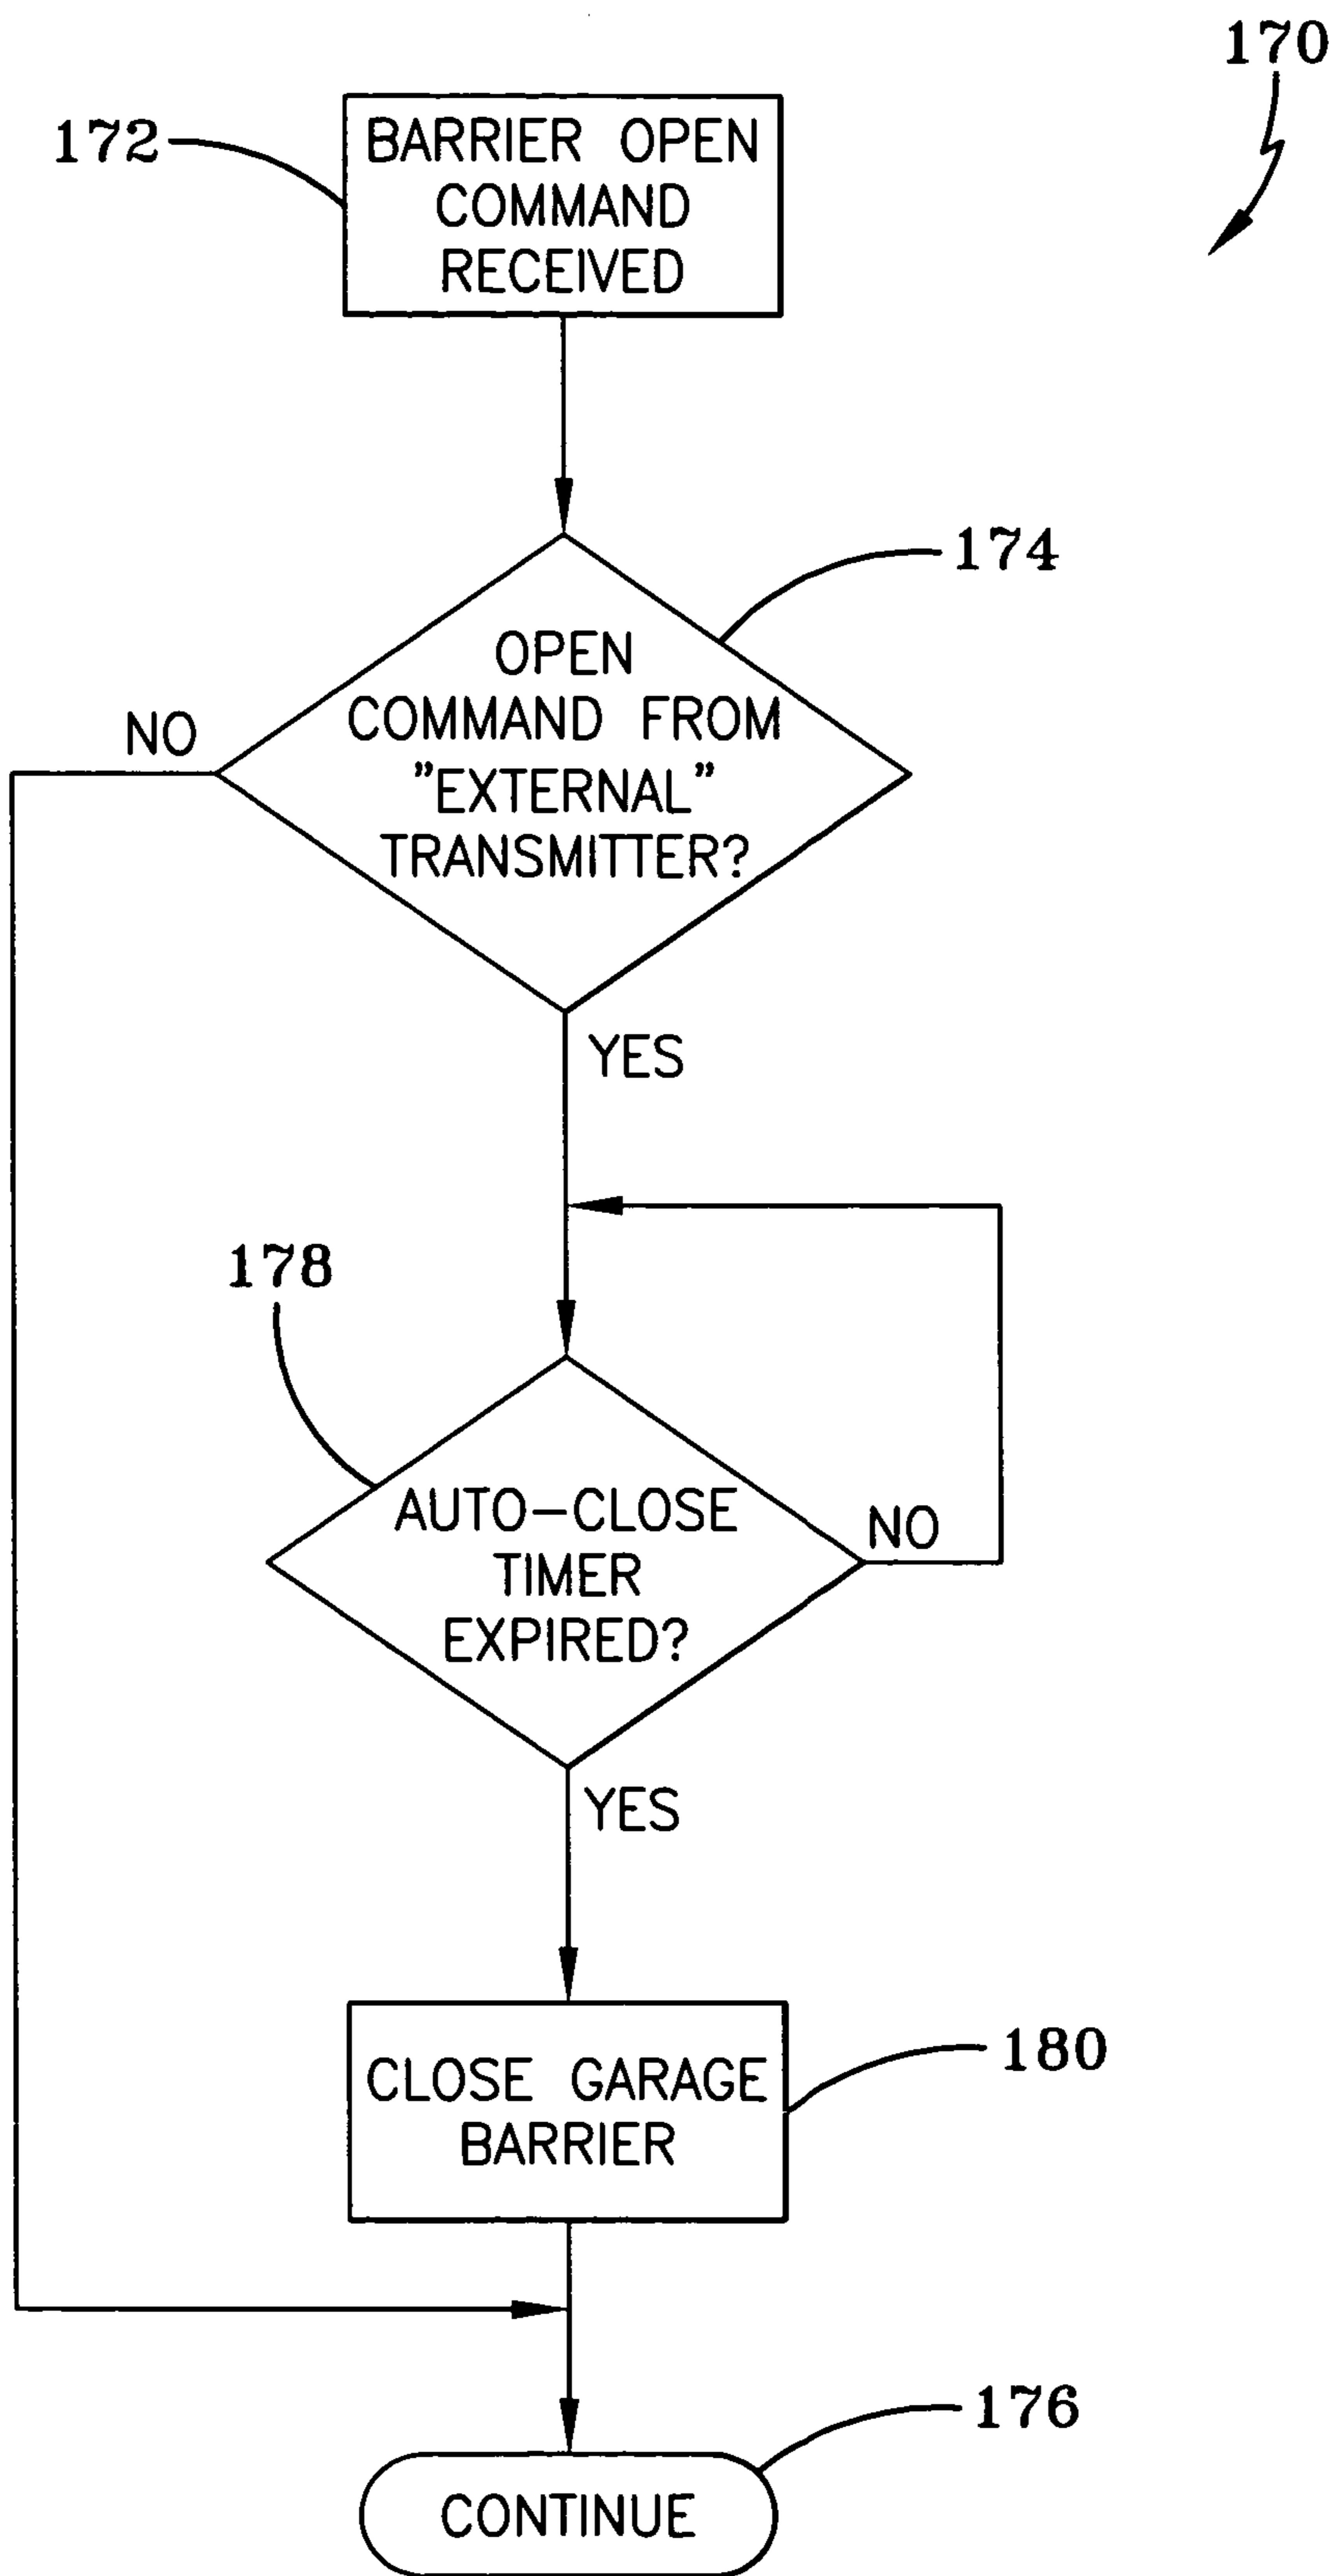 170
172
BARRIER OPEN
COMMAND
RECEIVED
174
OPEN
COMMAND FROM
”EXTERNAL”
TRANSMITTER?
NO
YES
178
AUTO-CLOSE
TIMER
EXPIRED?
NO
YES
CLOSE GARAGE
BARRIER
180
176
CONTINUE